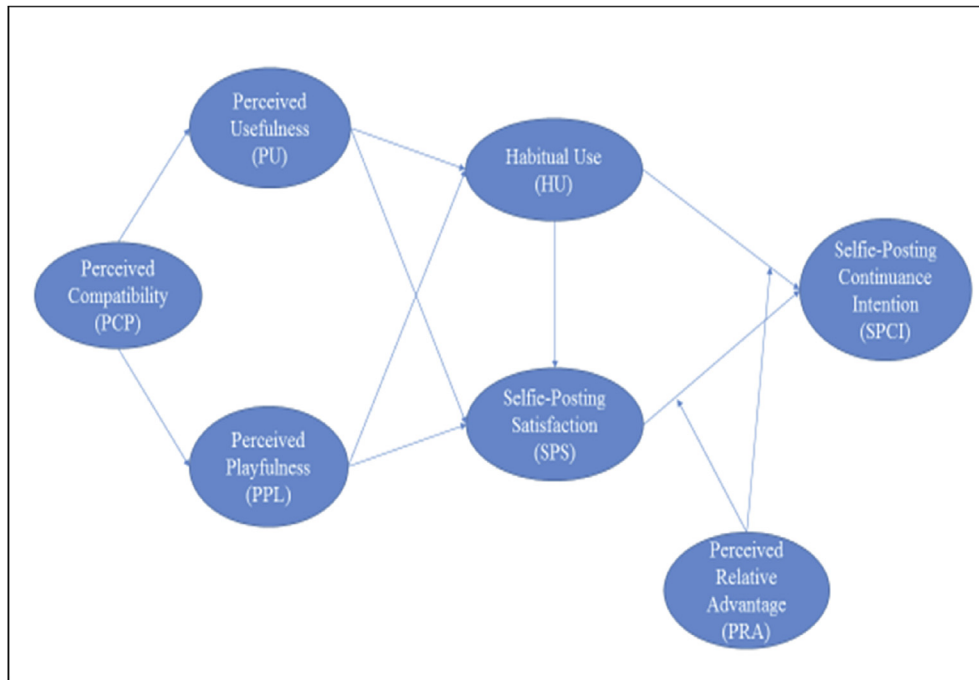 Perceived
Usefulness
(PU)
Habitual Use
(HU)
Perceived
Compatibility
(PCP)
Selfie-Posting
Continuance
Intention
(SPCI)
Selfie-Posting
Satisfaction
(SPS)
Perceived
Playfulness
(PPL)
Perceived
Relative
Advantage
(PRA)